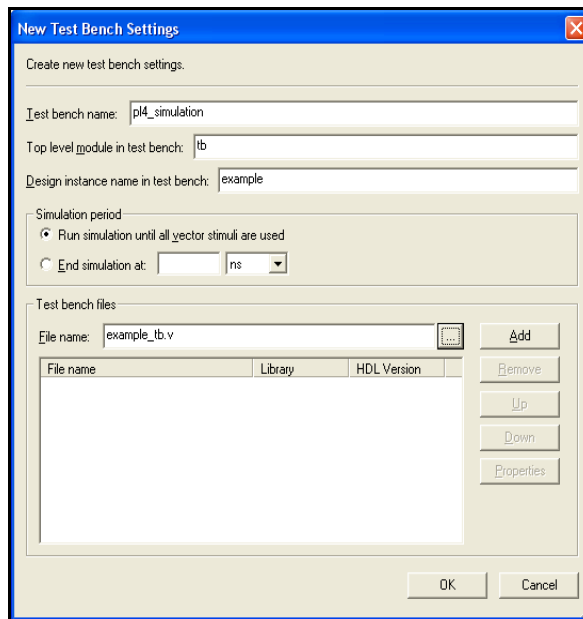 New Test Bench Settings
Create new test bench settings.
Test bench name: pl4_simulation
Top level module in test bench: tb
Design instance name in test bench: example
Simulation period
Run simulation until all vector stimuli are used
End simulation at: ns
Test bench files
File name: example_tb.v ... Add
File name Library HDL Version
Remove
Up
Down
Properties
OK Cancel